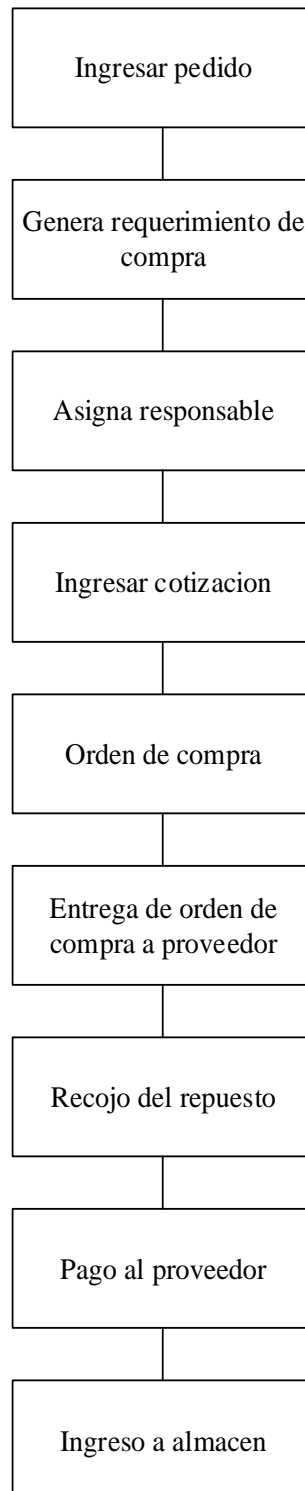 Ingresar pedido
Genera requerimiento de
compra
Asigna responsable
Ingresar cotizacion
Orden de compra
Entrega de orden de
compra a proveedor
Recojo del repuesto
Pago al proveedor
Ingreso a almacen